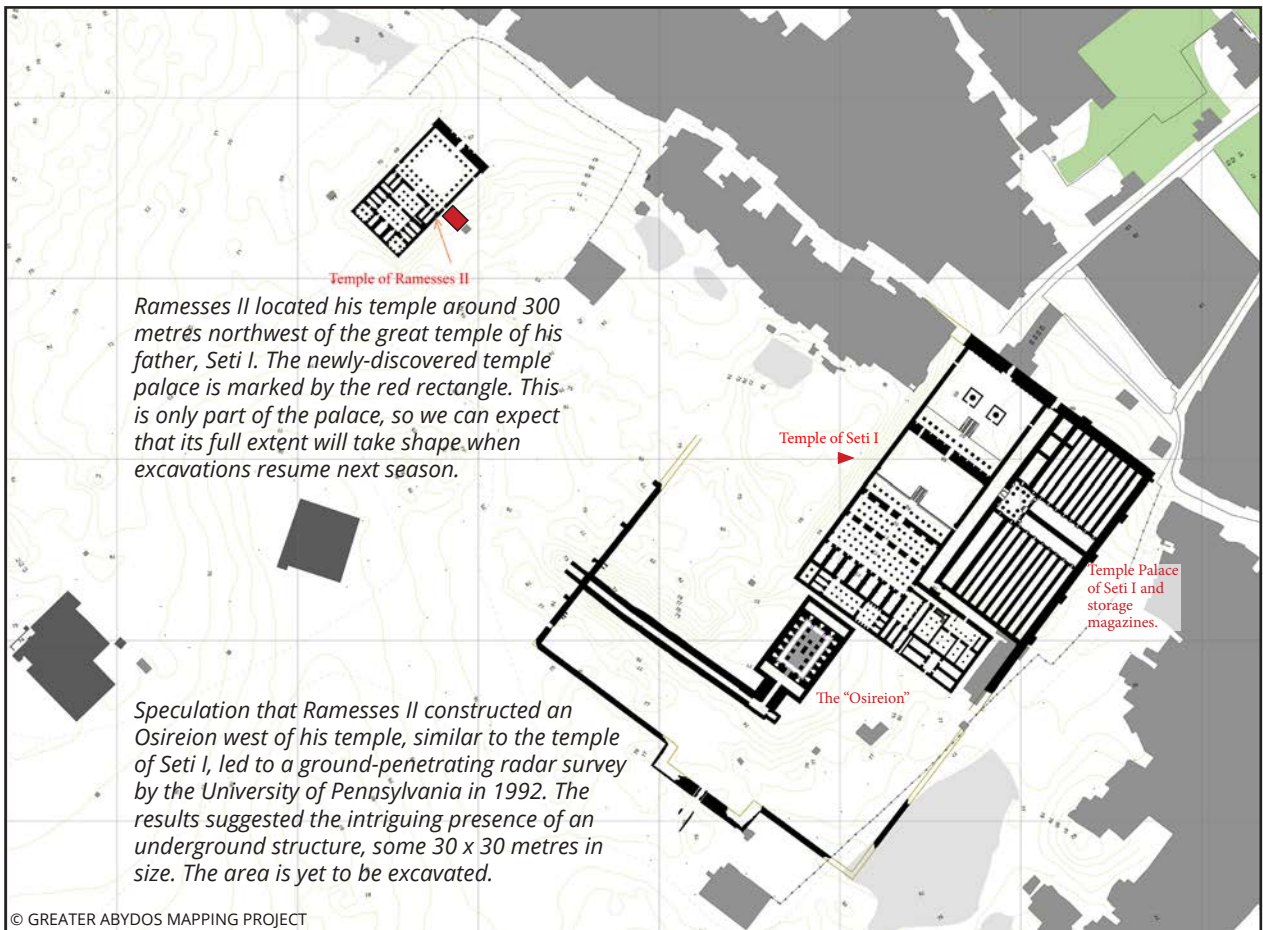 Temple of Ramesses II
Ramesses II located his temple around 300
metres northwest of the great temple of his
father, Seti I. The newly-discovered temple
palace is marked by the red rectangle. This
is only part of the palace, so we can expect
that its full extent will take shape when
excavations resume next season.
Temple of Seti I
Temple Palace
of Seti I and
storage
magazines.
The “Osireion”
Speculation that Ramesses II constructed an
Osireion west of his temple, similar to the temple
of Seti I, led to a ground-penetrating radar survey
by the University of Pennsylvania in 1992. The
results suggested the intriguing presence of an
underground structure, some 30 x 30 metres in
size. The area is yet to be excavated.
© GREATER ABYDOS MAPPING PROJECT